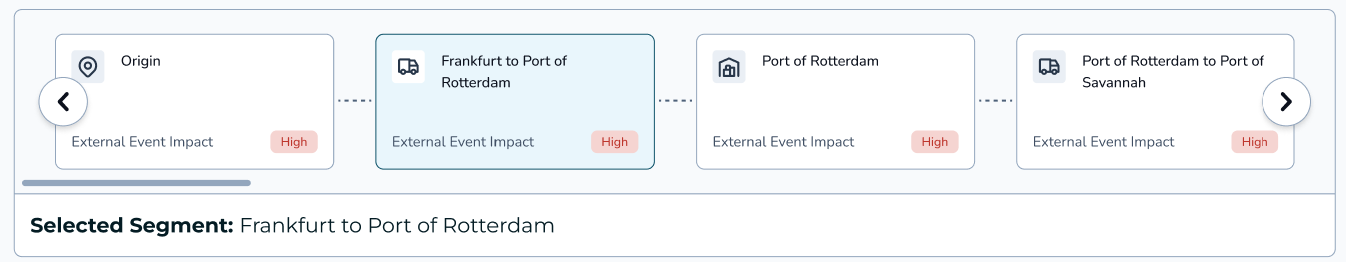 Origin
Frankfurt to Port of
Rotterdam
Port of Rotterdam
Port of Rotterdam to Port of
Savannah
External Event Impact High
External Event Impact High
External Event Impact High
External Event Impact High
Selected Segment: Frankfurt to Port of Rotterdam